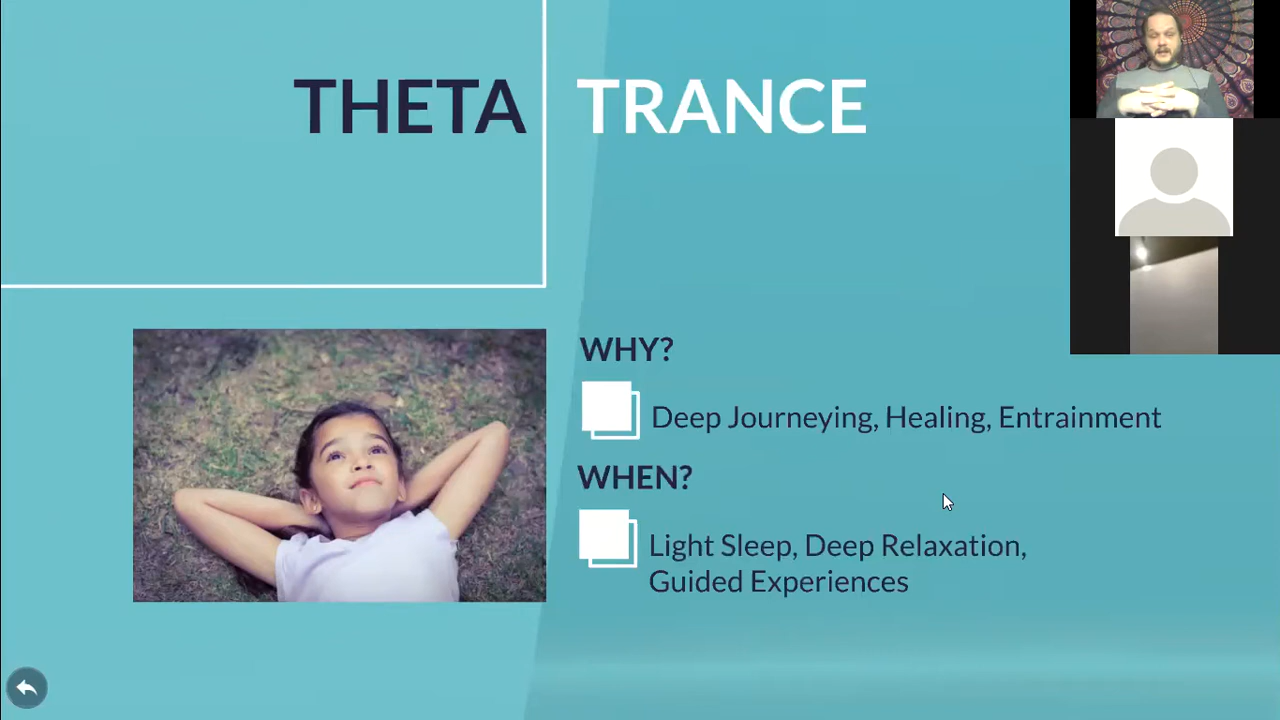 THETA TRANCE
WHY?
Deep Journeying, Healing, Entrainment
WHEN?
Light Sleep, Deep Relaxation,
Guided Experiences